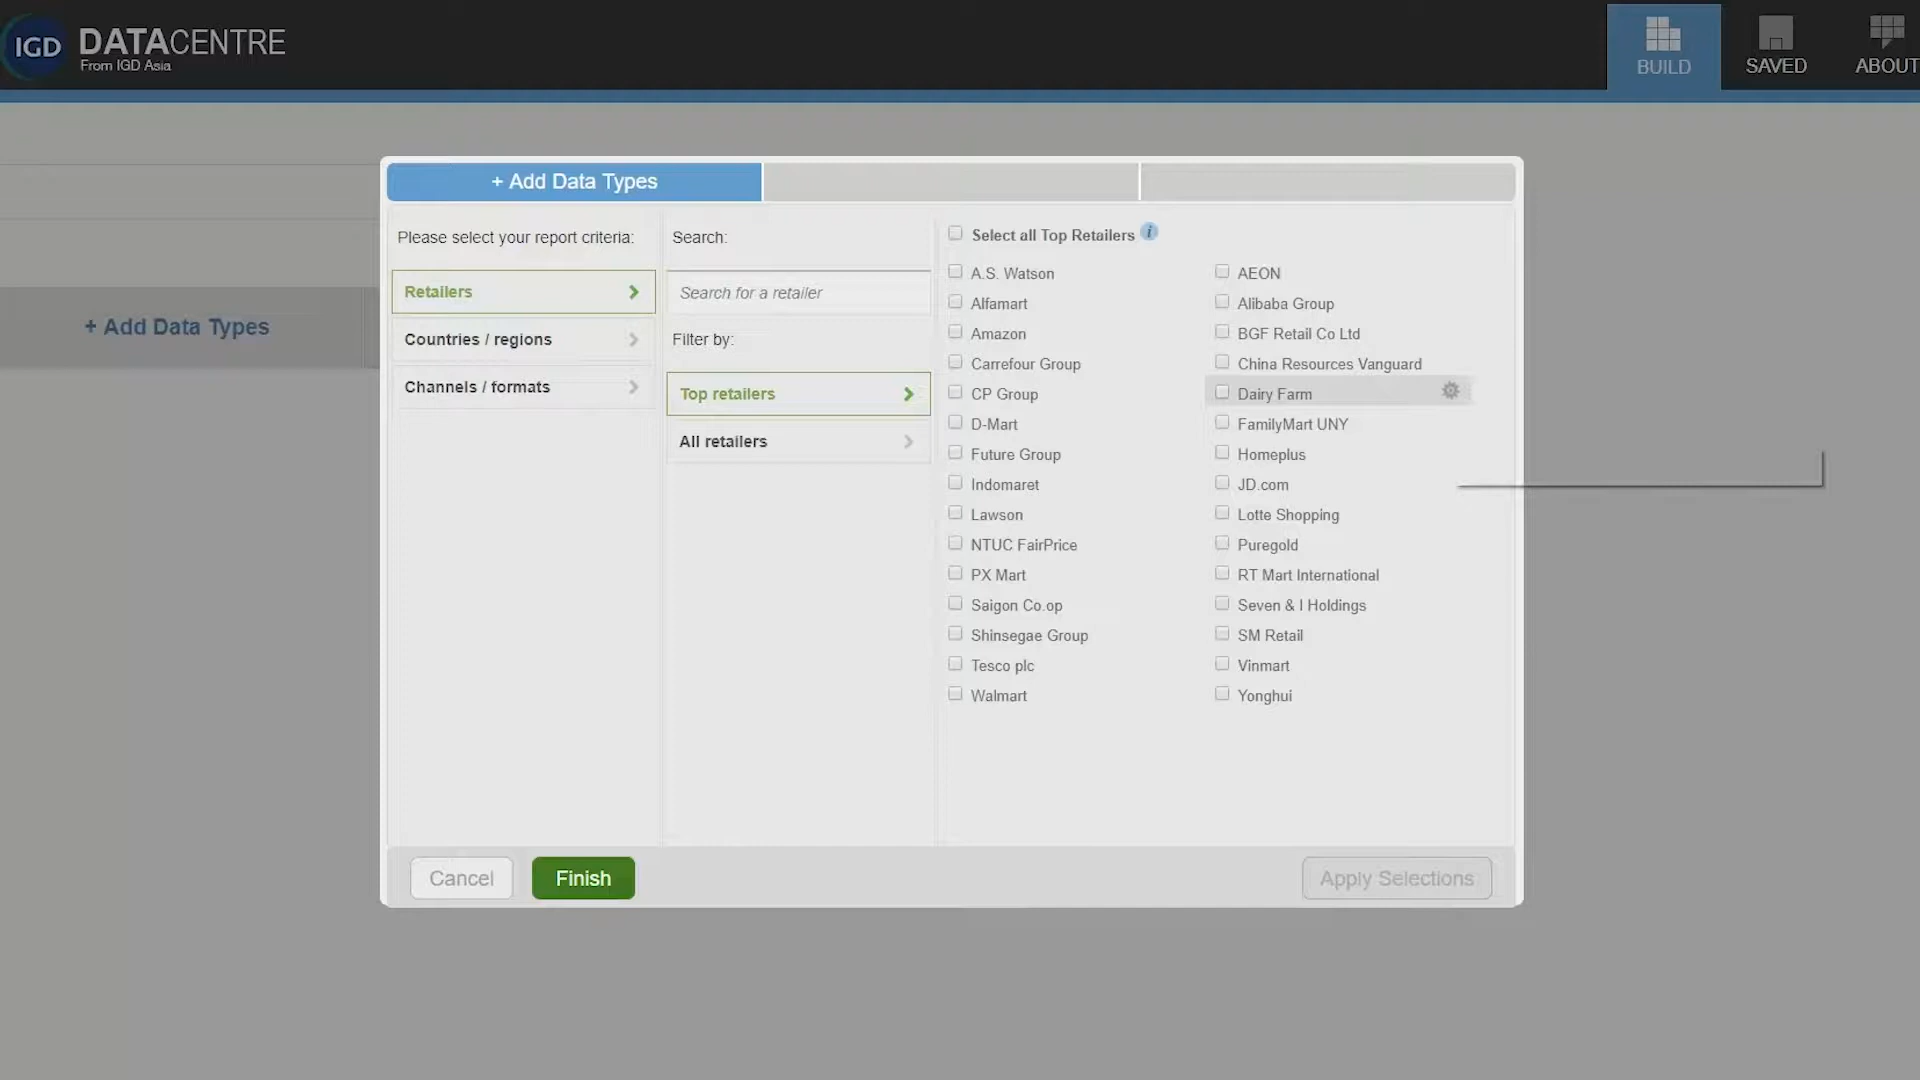 IGD DATACENTRE
From IGD Asia
BUILD
SAVED
ABOUT
+ Add Data Types
+ Add Data Types
Please select your report criteria:
Retailers
Countries / regions
Channels / formats
Search:
Search for a retailer
Filter by:
Top retailers
All retailers
Select all Top Retailers i
A.S. Watson
AEON
Alfamart
Alibaba Group
Amazon
BGF Retail Co Ltd
Carrefour Group
China Resources Vanguard
CP Group
Dairy Farm
D-Mart
FamilyMart UNY
Future Group
Homeplus
Indomaret
JD.com
Lawson
Lotte Shopping
NTUC FairPrice
Puregold
PX Mart
RT Mart International
Saigon Co.op
Seven & I Holdings
Shinsegae Group
SM Retail
Tesco plc
Vinmart
Walmart
Yonghui
Cancel
Finish
Apply Selections